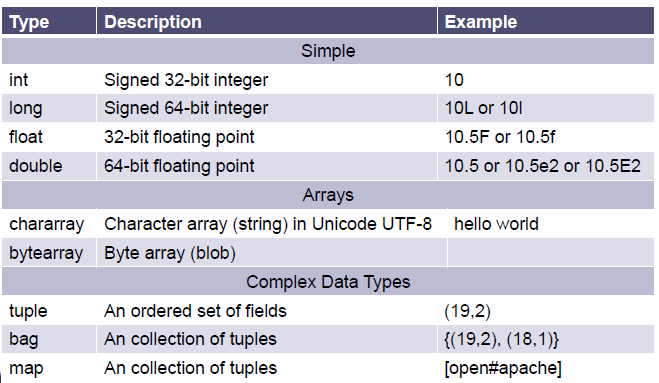 Type Description Example
Simple
int Signed 32-bit integer 10
long Signed 64-bit integer 10L or 10l
float 32-bit floating point 10.5F or 10.5f
double 64-bit floating point 10.5 or 10.5e2 or 10.5E2
Arrays
chararray Character array (string) in Unicode UTF-8 hello world
bytearray Byte array (blob)
Complex Data Types
tuple An ordered set of fields (19,2)
bag An collection of tuples {(19,2), (18,1)}
map An collection of tuples [open#apache]